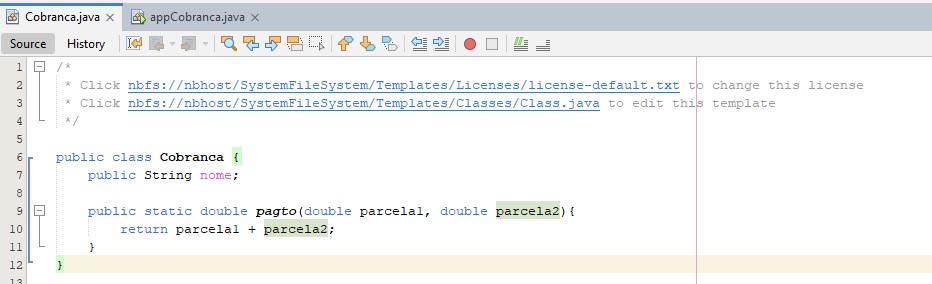 Cobranca.java × appCobranca.java ×
Source History
1 /*
2 * Click nbfs://nbhost/SystemFileSystem/Templates/Licenses/license-default.txt to change this license
3 * Click nbfs://nbhost/SystemFileSystem/Templates/Classes/Class.java to edit this template
4 */
5
6 public class Cobranca {
7 public String nome;
8
9 public static double pagto(double parcela1, double parcela2){
10 return parcela1 + parcela2;
11 }
12 }
13